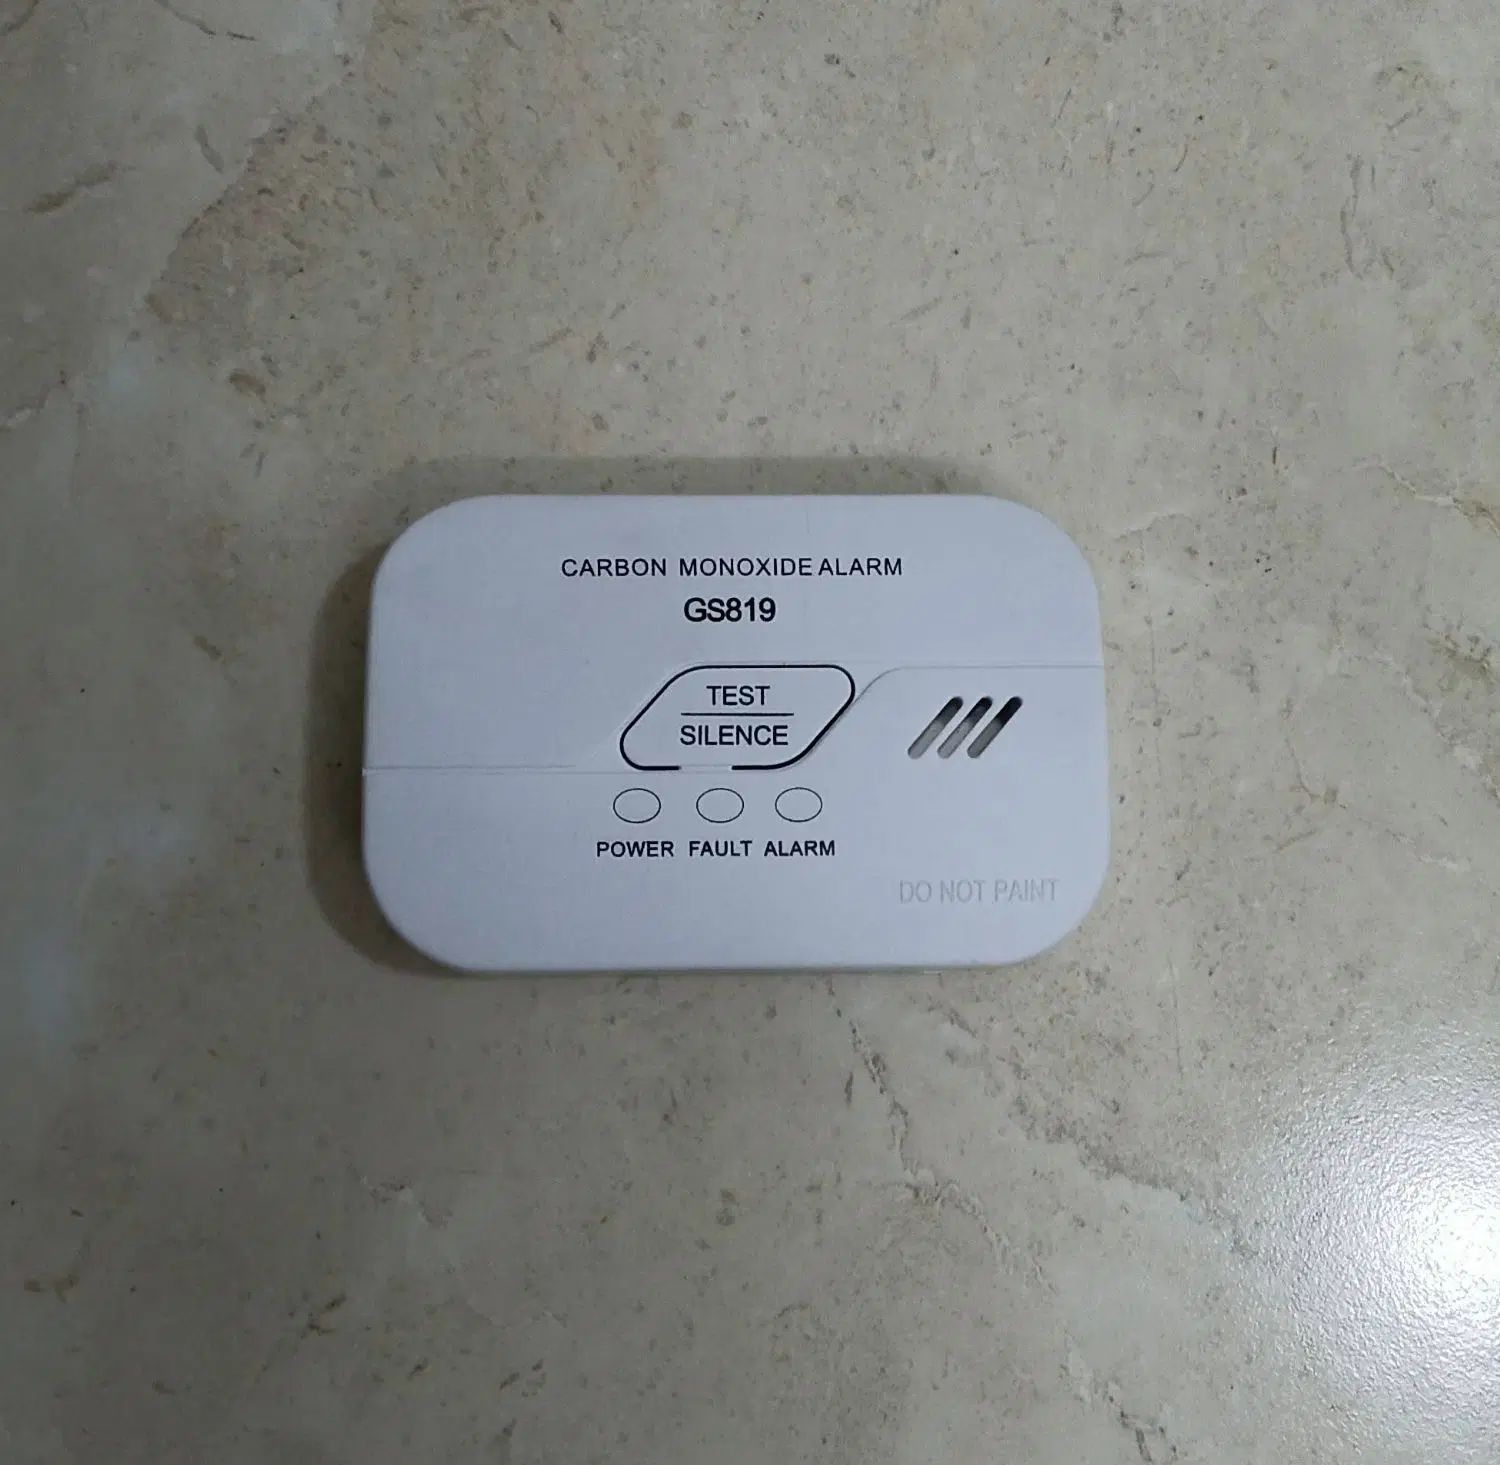 CARBON MONOXIDE ALARM
GS819
TEST
SILENCE
POWER FAULT ALARM
DO NOT PAINT